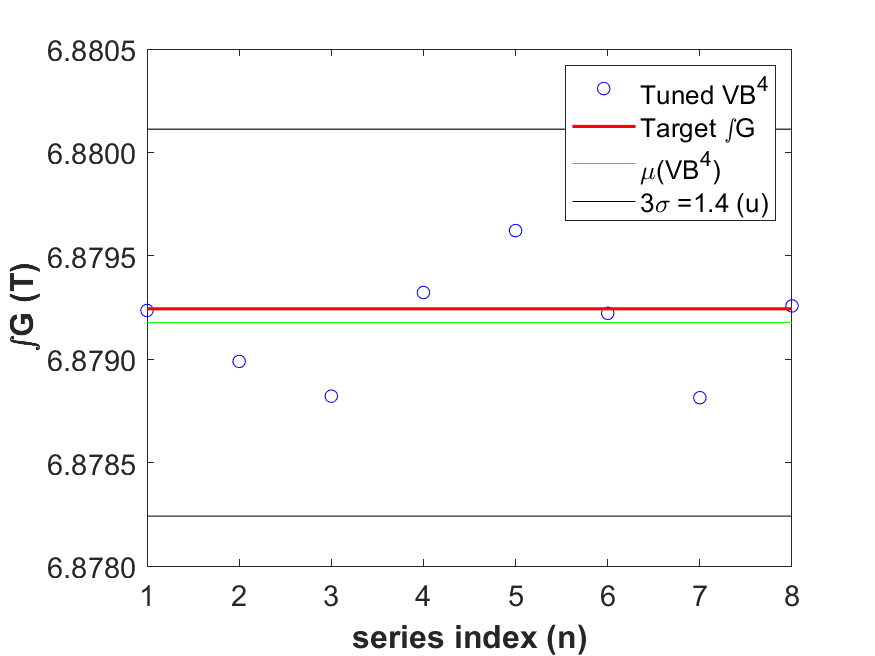 6.8805
6.8800
6.8795
6.8790
6.8785
6.8780
∫G (T)
1 2 3 4 5 6 7 8
series index (n)
Tuned VB⁴
Target ∫G
μ(VB⁴)
3σ =1.4 (u)